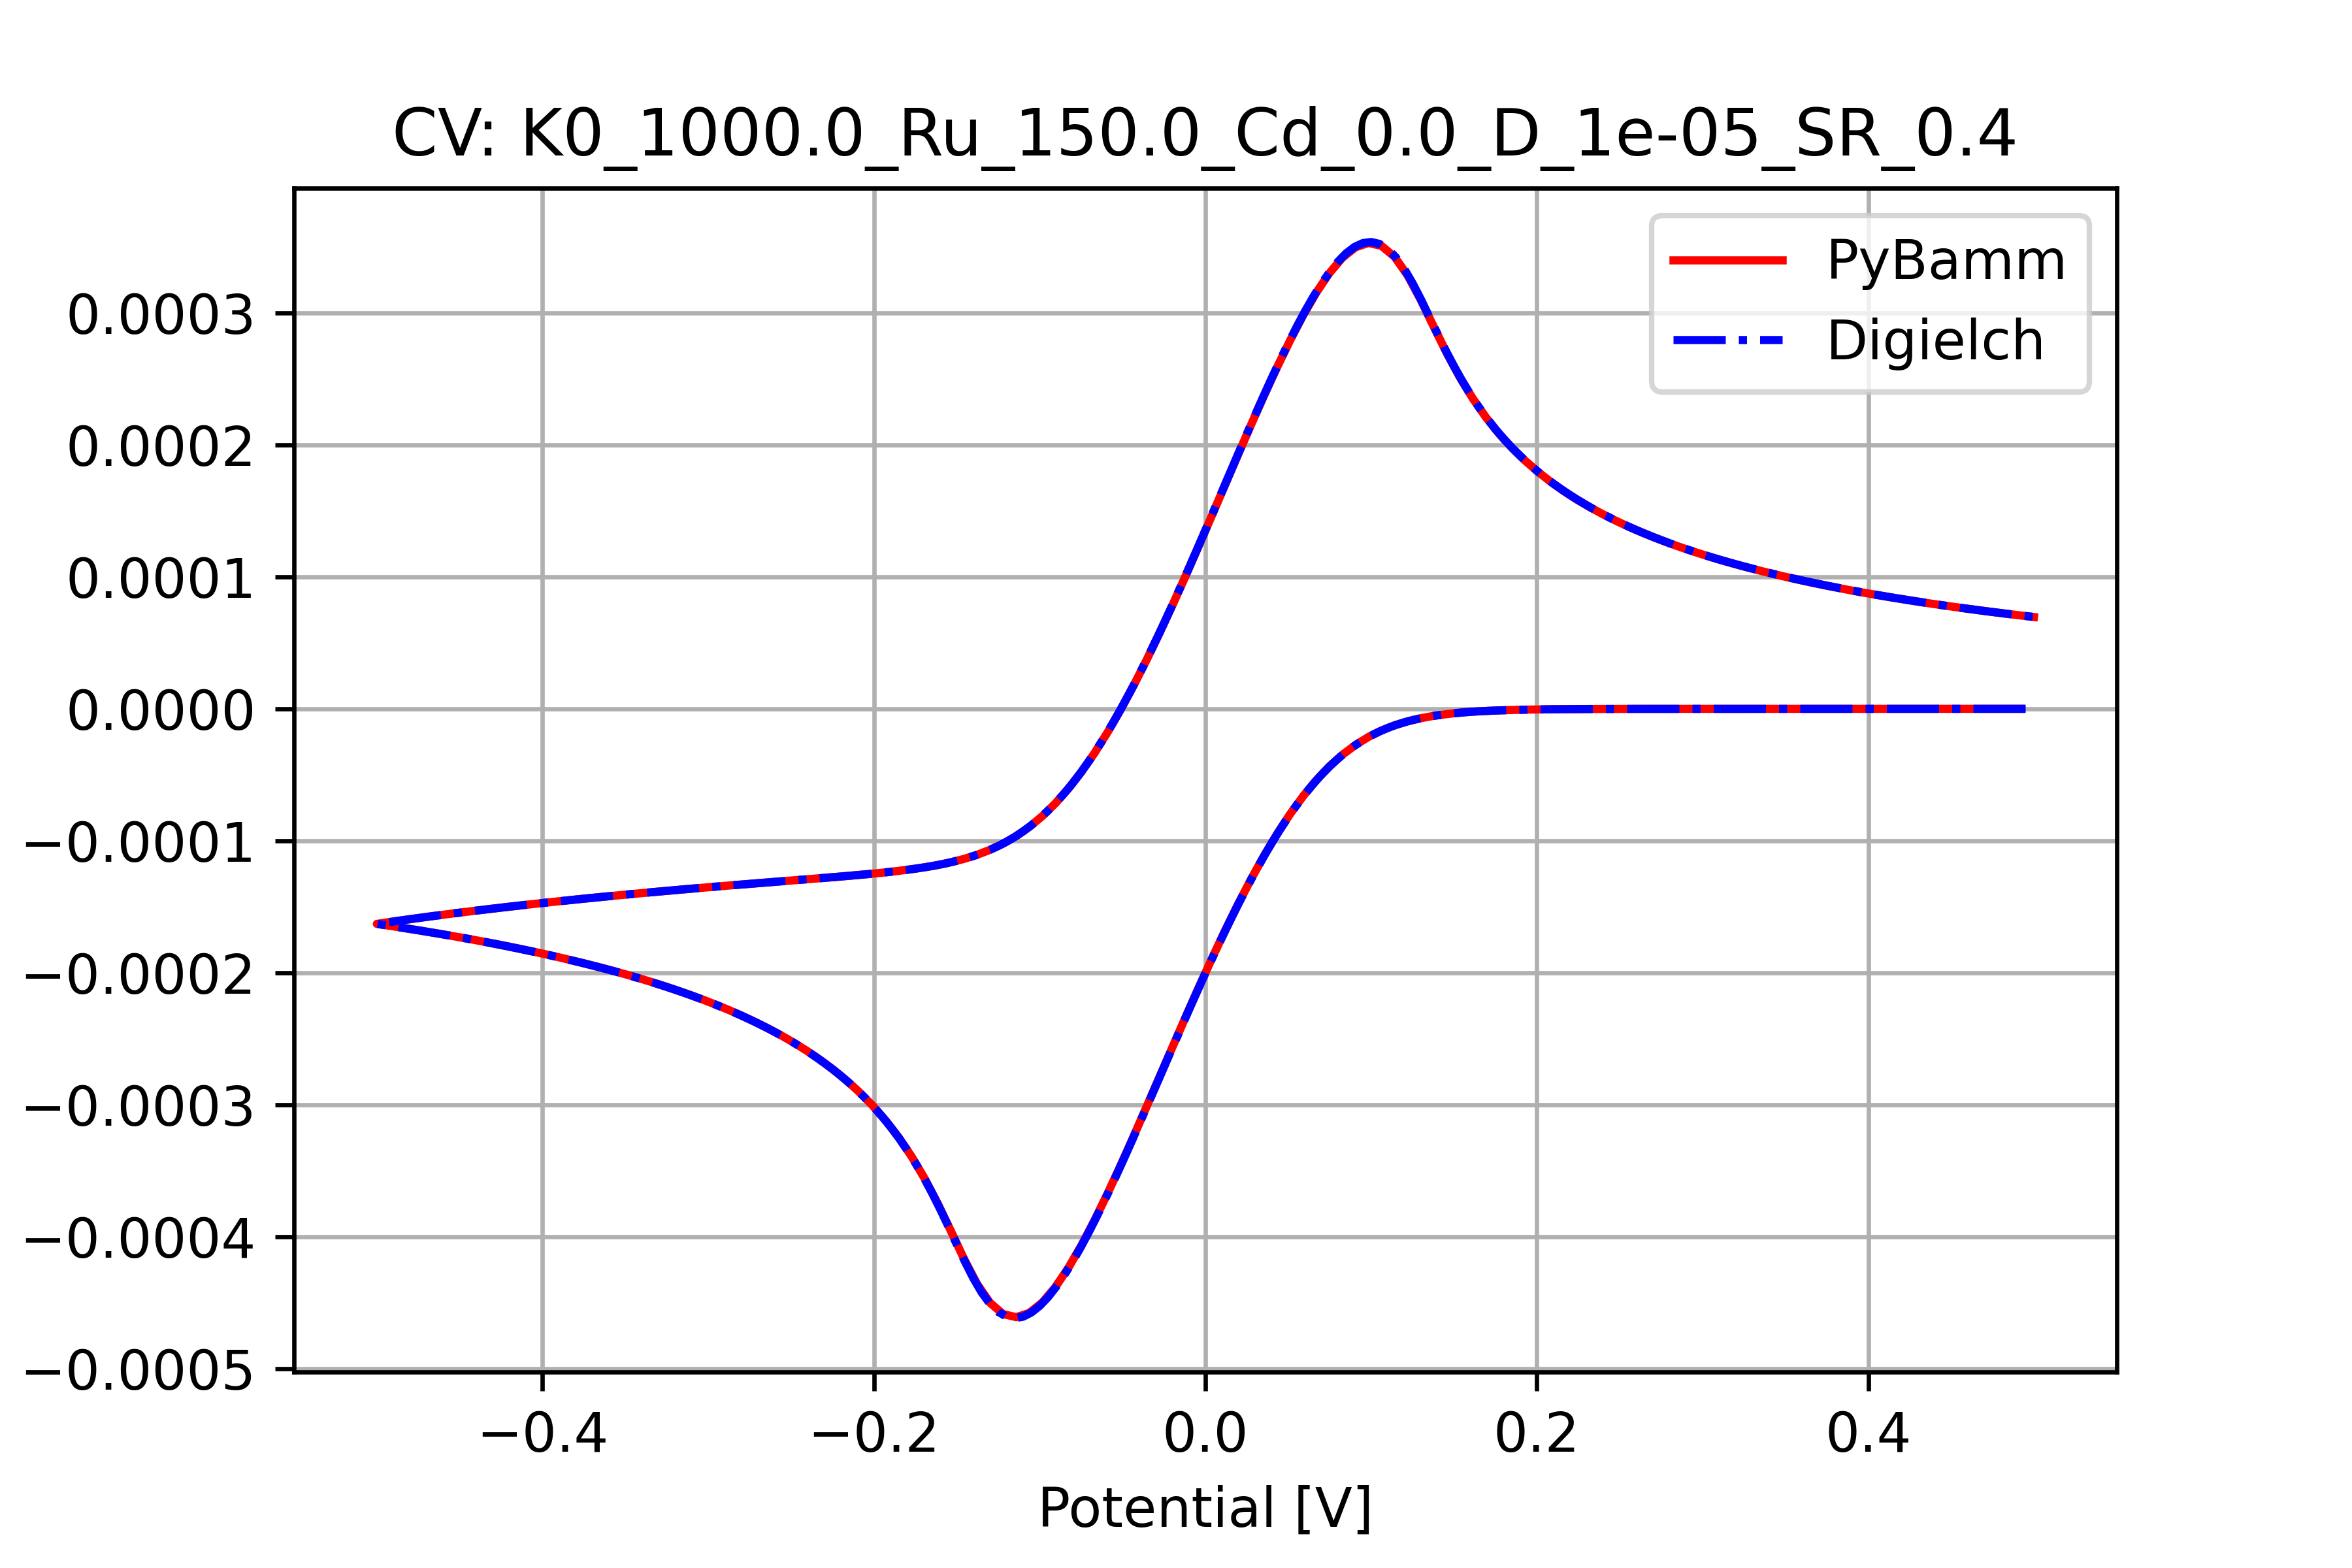 CV: K0_1000.0_Ru_150.0_Cd_0.0_D_1e-05_SR_0.4
PyBamm
Digielch
0.0003
0.0002
0.0001
0.0000
−0.0001
−0.0002
−0.0003
−0.0004
−0.0005
−0.4 −0.2 0.0 0.2 0.4
Potential [V]